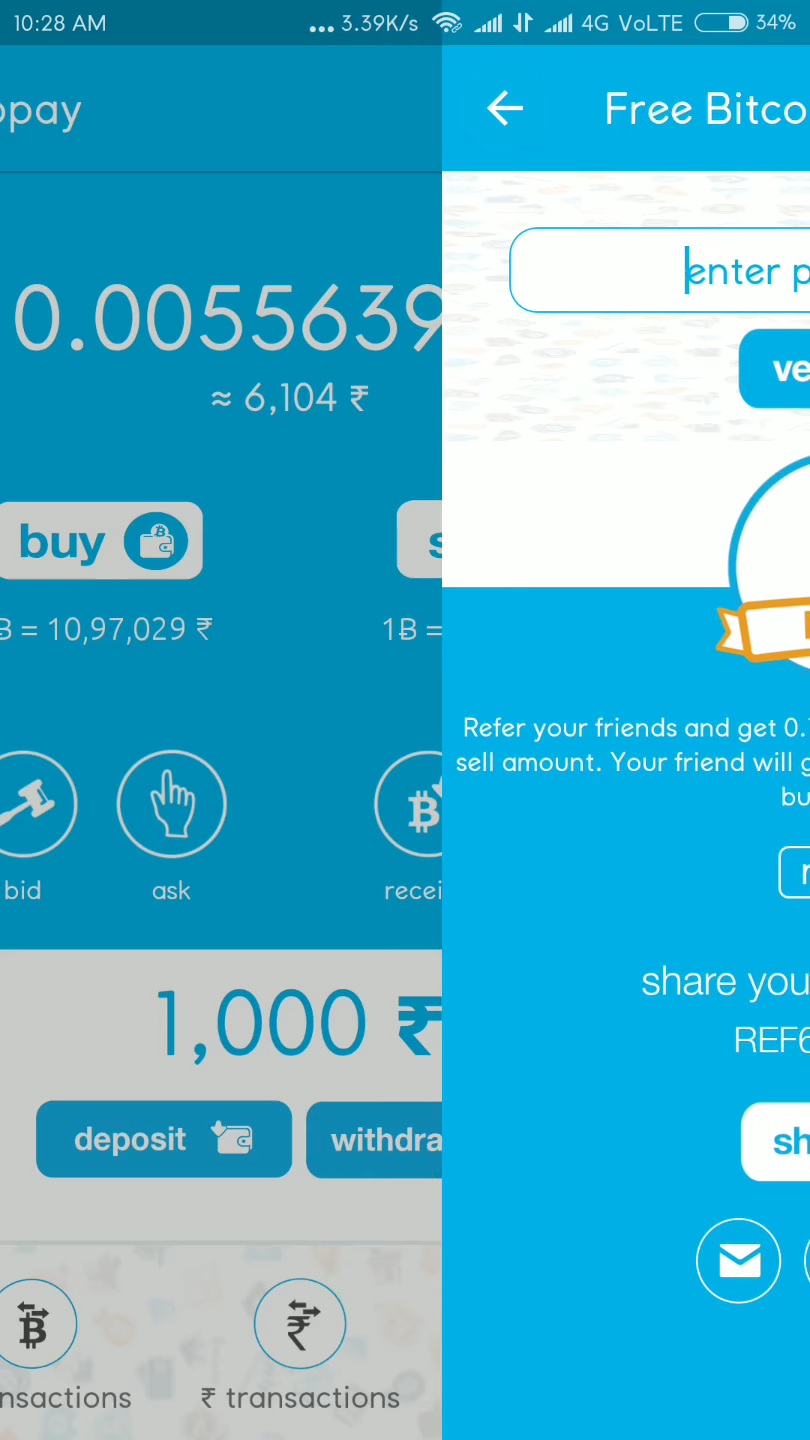 10:28 AM ... 3.39K/s 4G VoLTE 34%
opay
Free Bitco
0.0055639
≈ 6,104 ₹
enter p
ve
buy
s
B = 10,97,029 ₹
1B =
Refer your friends and get 0.
sell amount. Your friend will g
bu
bid
ask
recei
share you
REF6
1,000 ₹
deposit
withdra
sh
nsactions
₹ transactions